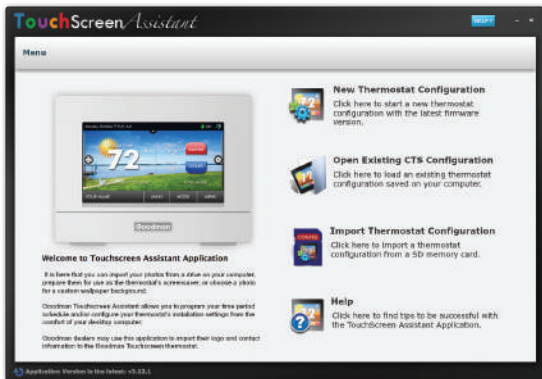 TouchScreen Assistant
HELP?
Menu
New Thermostat Configuration
Click here to start a new thermostat
configuration with the latest firmware
version.
72
Open Existing CTS Configuration
Click here to load an existing thermostat
configuration saved on your computer.
MENU
Goodman
Import Thermostat Configuration
Click here to import a thermostat
configuration from a SD memory card.
Welcome to Touchscreen Assistant Application
It is here that you can import your photos from a drive on your computer,
prepare them for use as the thermostat's screensaver, or choose a photo
for a custom wallpaper background.
Goodman Touchscreen Assistant allows you to program your time period
schedule and/or configure your thermostat's installation settings from the
comfort of your desktop computer.
Goodman dealers may use this application to import their logo and contact
information to the Goodman Touchscreen thermostat.
Help
Click here to find tips to be successful with
the TouchScreen Assistant Application.
Application Version is the latest: